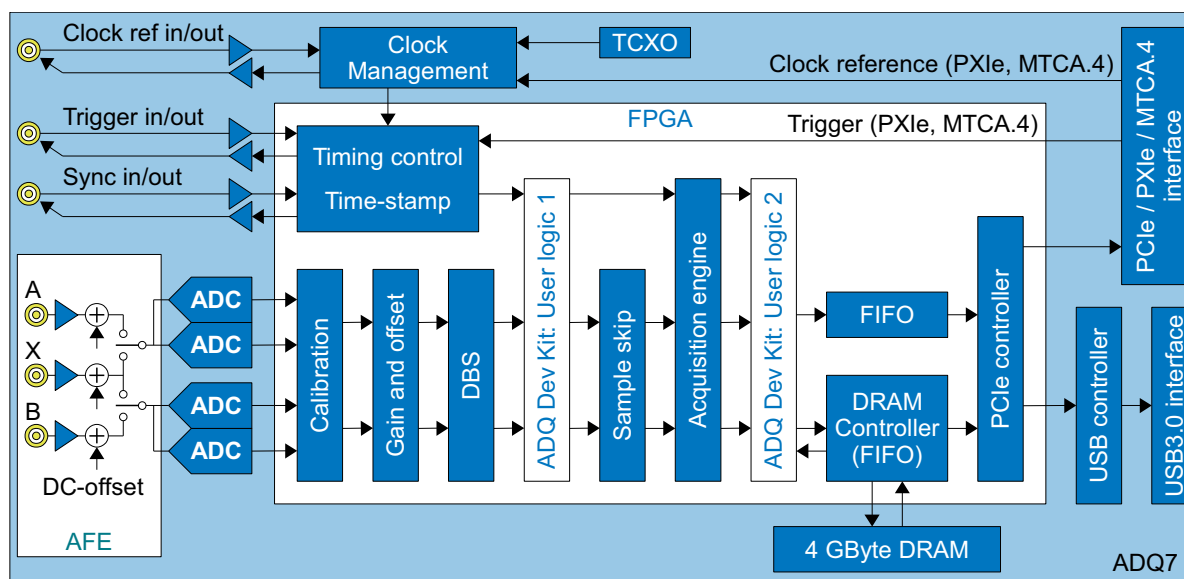 Clock ref in/out
Clock
Management
TCXO
Clock reference (PXIe, MTCA.4)
PCIe / PXIe / MTCA.4
interface
Trigger in/out
FPGA
Trigger (PXIe, MTCA.4)
Timing control
Time-stamp
Sync in/out
A
X
B
DC-offset
AFE
ADC
ADC
ADC
ADC
Calibration
Gain and offset
DBS
ADQ Dev Kit: User logic 1
Sample skip
Acquisition engine
ADQ Dev Kit: User logic 2
FIFO
DRAM
Controller
(FIFO)
PCIe controller
USB controller
USB3.0 interface
4 GByte DRAM
ADQ7